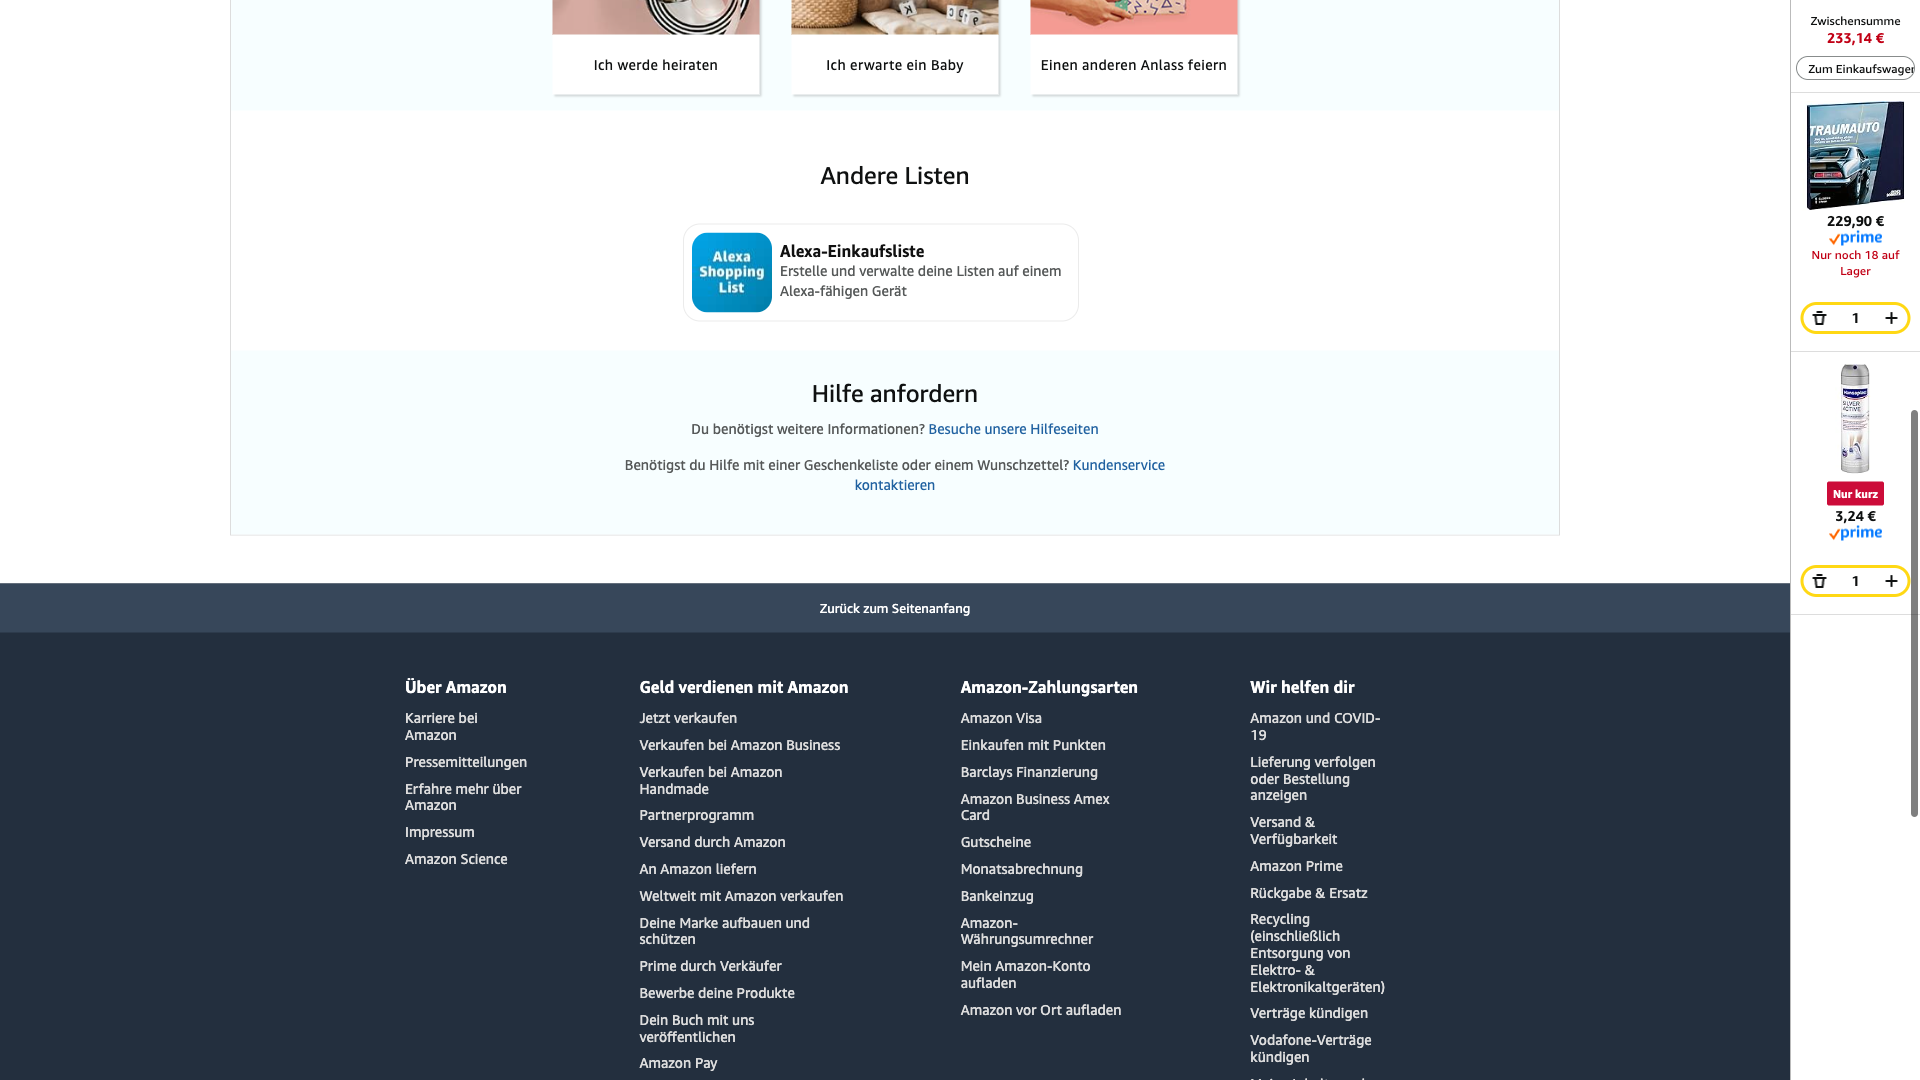 Ich werde heiraten
Ich erwarte ein Baby
Einen anderen Anlass feiern
Andere Listen
Alexa
Shopping
List
Alexa-Einkaufsliste
Erstelle und verwalte deine Listen auf einem
Alexa-fähigen Gerät
Hilfe anfordern
Du benötigst weitere Informationen? Besuche unsere Hilfeseiten
Benötigst du Hilfe mit einer Geschenkeliste oder einem Wunschzettel? Kundenservice
kontaktieren
Zurück zum Seitenanfang
Über Amazon
Karriere bei
Amazon
Pressemitteilungen
Erfahre mehr über
Amazon
Impressum
Amazon Science
Geld verdienen mit Amazon
Jetzt verkaufen
Verkaufen bei Amazon Business
Verkaufen bei Amazon
Handmade
Partnerprogramm
Versand durch Amazon
An Amazon liefern
Weltweit mit Amazon verkaufen
Deine Marke aufbauen und
schützen
Prime durch Verkäufer
Bewerbe deine Produkte
Dein Buch mit uns
veröffentlichen
Amazon Pay
Amazon-Zahlungsarten
Amazon Visa
Einkaufen mit Punkten
Barclays Finanzierung
Amazon Business Amex
Card
Gutscheine
Monatsabrechnung
Bankeinzug
Amazon-
Währungsumrechner
Mein Amazon-Konto
aufladen
Amazon vor Ort aufladen
Wir helfen dir
Amazon und COVID-
19
Lieferung verfolgen
oder Bestellung
anzeigen
Versand &
Verfügbarkeit
Amazon Prime
Rückgabe & Ersatz
Recycling
(einschließlich
Entsorgung von
Elektro- &
Elektronikaltgeräten)
Verträge kündigen
Vodafone-Verträge
kündigen
Zwischensumme
233,14 €
Zum Einkaufswagen
TRAUMAUTO
229,90 €
prime
Nur noch 18 auf
Lager
1
Hansaplast
SILVER
ACTIVE
Nur kurz
3,24 €
prime
1